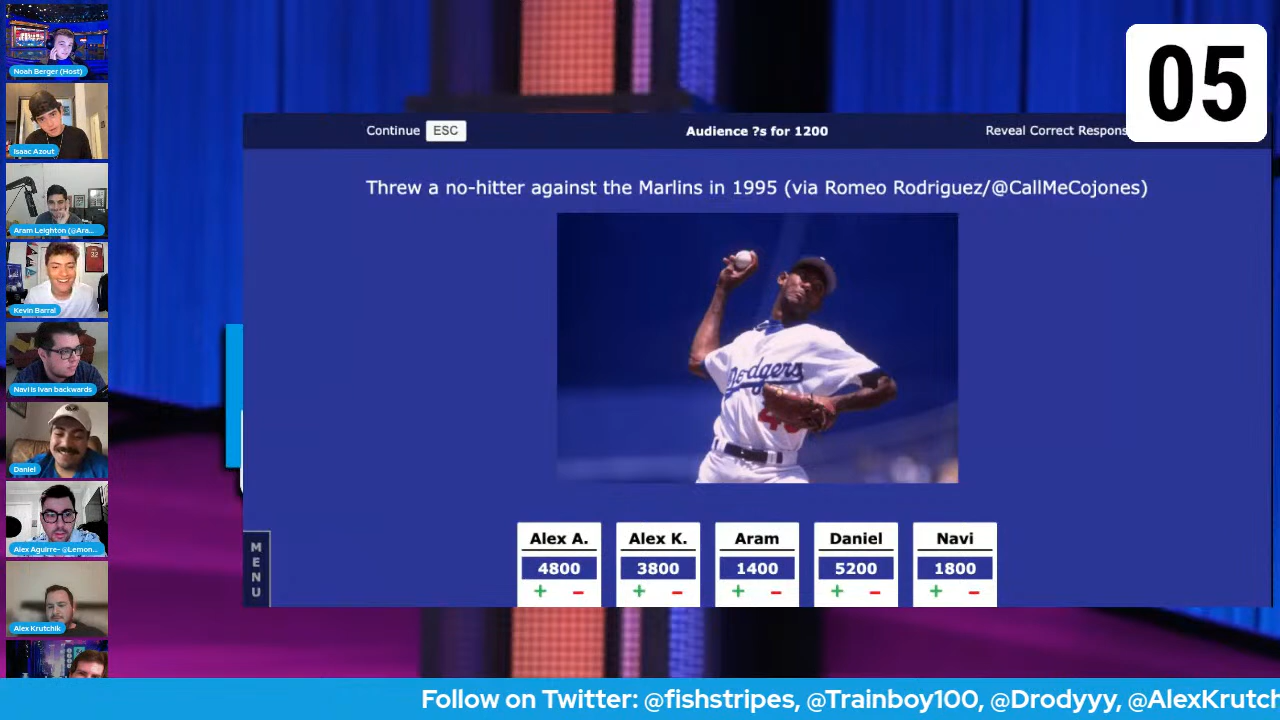 05
Continue ESC Audience ?s for 1200 Reveal Correct Respons
Threw a no-hitter against the Marlins in 1995 (via Romeo Rodriguez/@CallMeCojones)
Dodgers
Noah Berger (Host)
Isaac Azout
Aram Leighton (@Ara...
Kevin Barral
32
Navi is Ivan backwards
Daniel
Alex Aguirre- @Lemon...
Alex Krutchik
MENU
Alex A. Alex K. Aram Daniel Navi
4800 3800 1400 5200 1800
+ − + − + − + − + −
Follow on Twitter: @fishstripes, @Trainboy100, @Drodyyy, @AlexKrutch